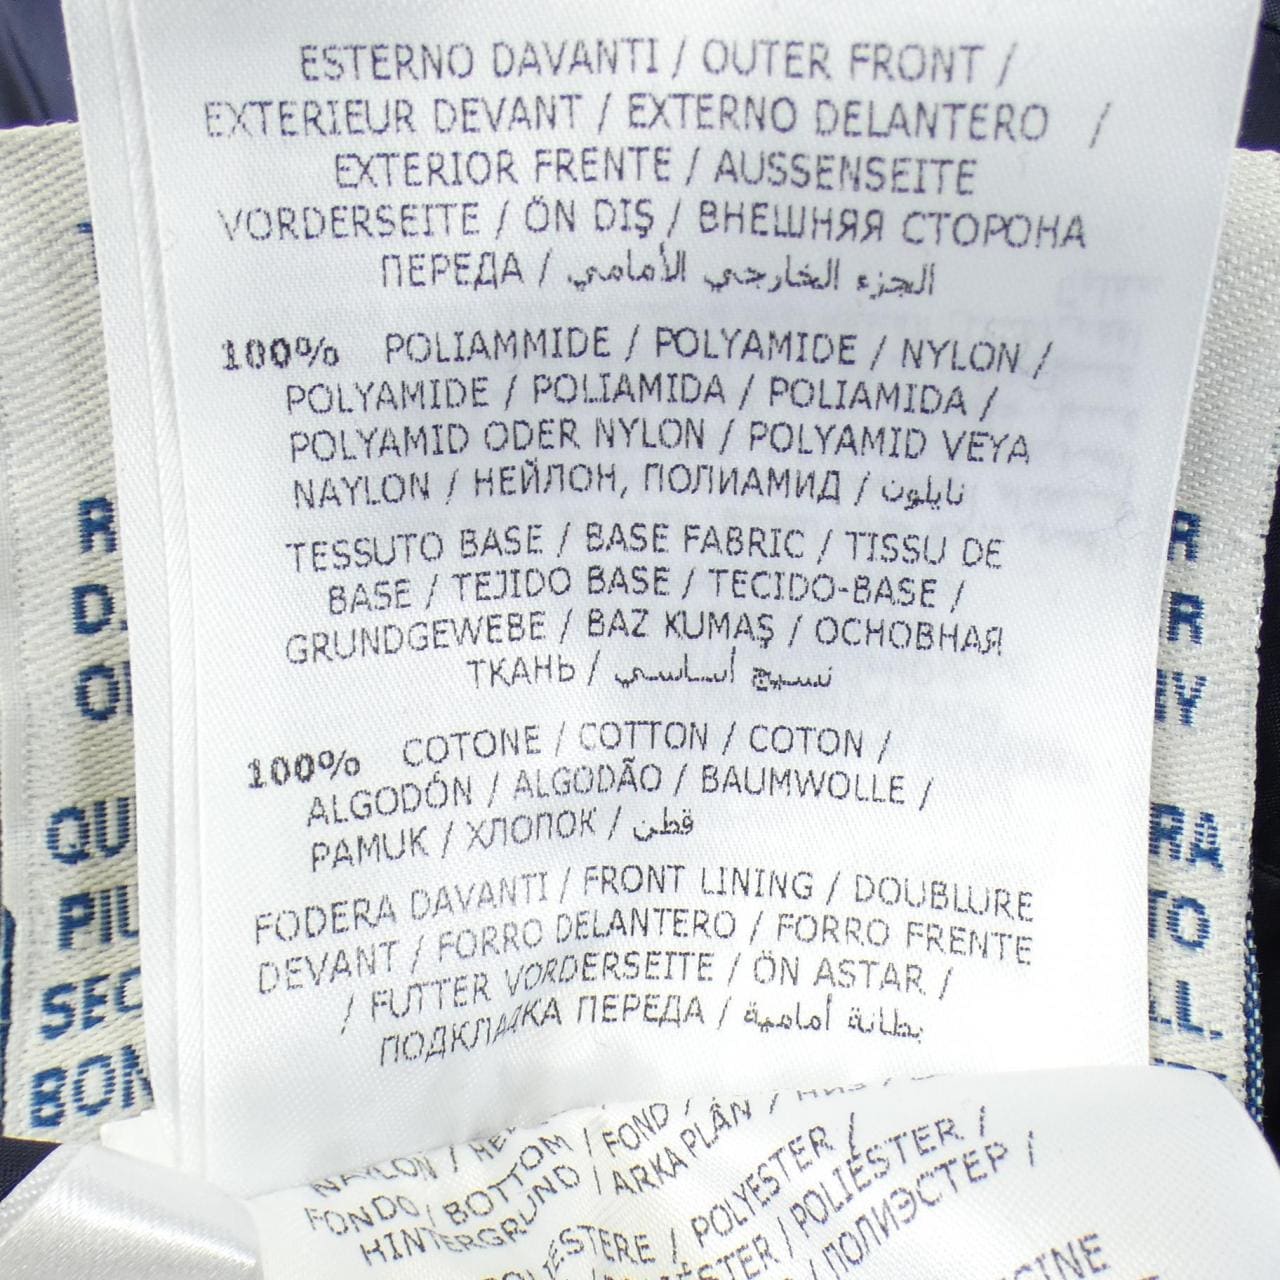 ESTERNO DAVANTI / OUTER FRONT /
EXTERIEUR DEVANT / EXTERNO DELANTERO /
EXTERIOR FRENTE / AUSSENSEITE
VORDERSEITE / ÖN DIŞ / ВНЕШНЯЯ СТОРОНА
ПЕРЕДА / الجزء الخارجي الأمامي
100% POLIAMMIDE / POLYAMIDE / NYLON /
POLYAMIDE / POLIAMIDA / POLIAMIDA /
POLYAMID ODER NYLON / POLYAMID VEYA
NAYLON / НЕЙЛОН, ПОЛИАМИД / نايلون
TESSUTO BASE / BASE FABRIC / TISSU DE
BASE / TEJIDO BASE / TECIDO-BASE /
GRUNDGEWEBE / BAZ KUMAŞ / ОСНОВНАЯ
ТКАНЬ / نسيج أساسي
100% COTONE / COTTON / COTON /
ALGODÓN / ALGODÃO / BAUMWOLLE /
PAMUK / ХЛОПОК / قطن
FODERA DAVANTI / FRONT LINING / DOUBLURE
DEVANT / FORRO DELANTERO / FORRO FRENTE
/ FUTTER VORDERSEITE / ÖN ASTAR /
ПОДКЛАДКА ПЕРЕДА / بطانة أمامية
NAYLON /
FONDO / BOTTOM / FOND /
HINTERGRUND / ARKA PLÂN /
POLYESTER /
/ POLIÉSTER /
/ ПОЛИЭСТЕР /